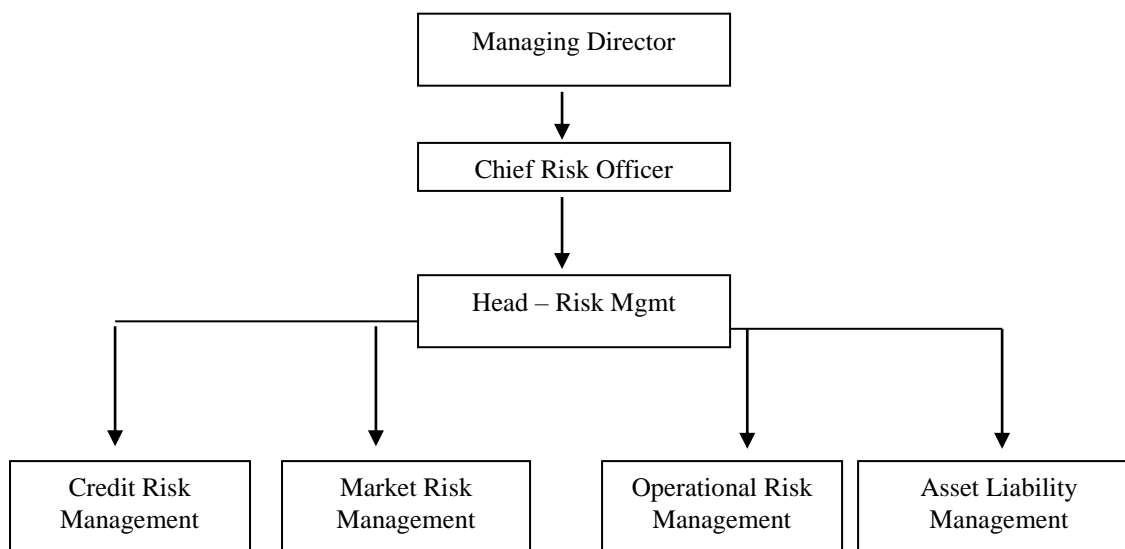 Managing Director
Chief Risk Officer
Head – Risk Mgmt
Credit Risk
Management
Market Risk
Management
Operational Risk
Management
Asset Liability
Management